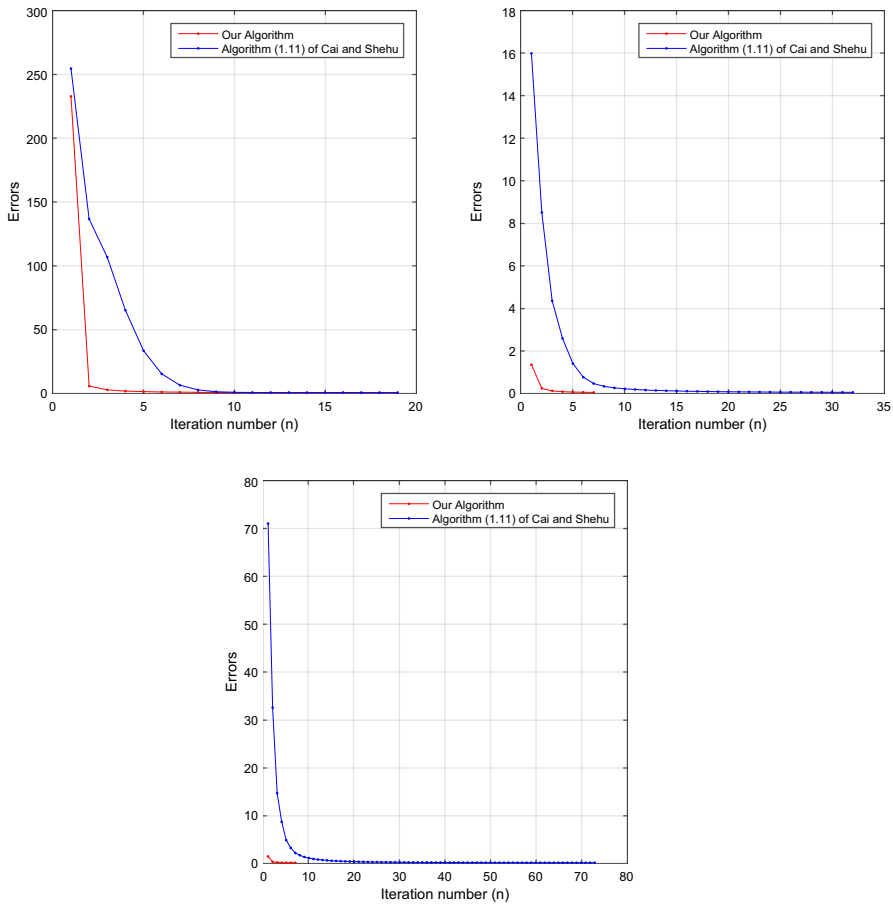 300
250
200
150
100
50
0
Errors
0 5 10 15 20
Iteration number (n)
Our Algorithm
Algorithm (1.11) of Cai and Shehu
18
16
14
12
10
8
6
4
2
0
Errors
0 5 10 15 20 25 30 35
Iteration number (n)
Our Algorithm
Algorithm (1.11) of Cai and Shehu
80
70
60
50
40
30
20
10
0
Errors
0 10 20 30 40 50 60 70 80
Iteration number (n)
Our Algorithm
Algorithm (1.11) of Cai and Shehu